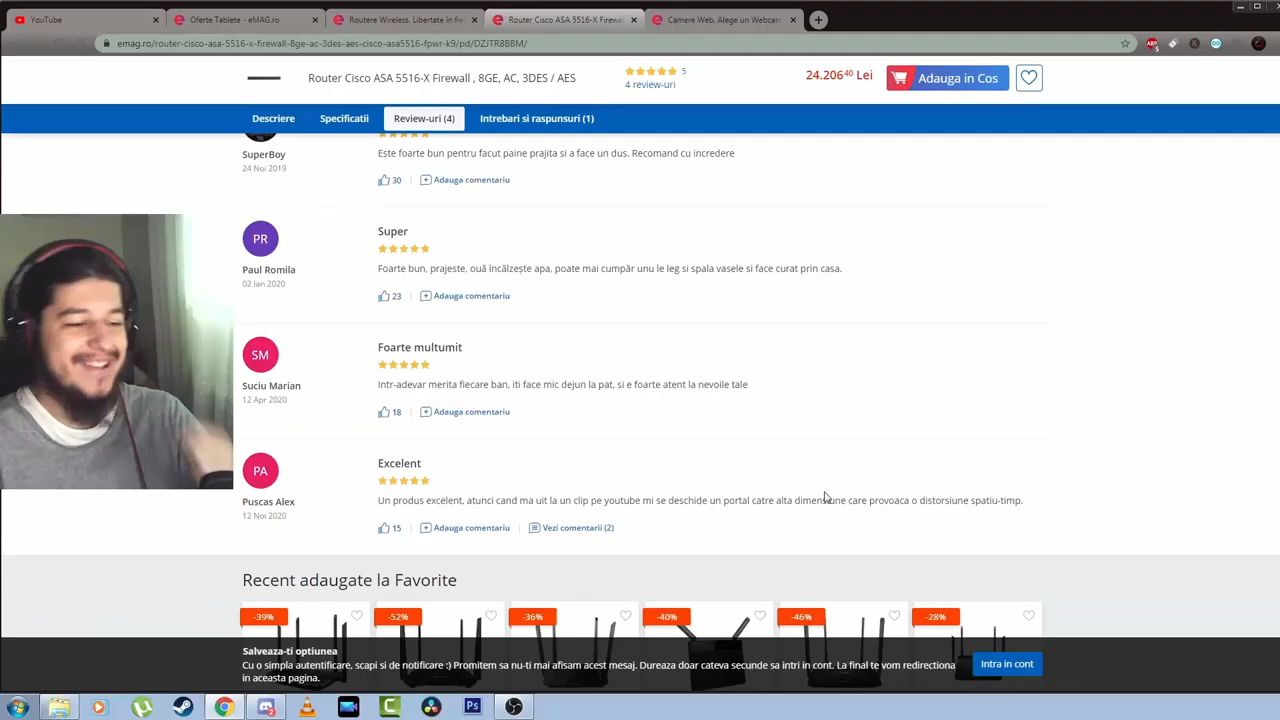 YouTube
Oferte Tablete - eMAG.ro
Routere Wireless. Libertate în fie
Router Cisco ASA 5516-X Firewal
Camere Web. Alege un Webcam
emag.ro/router-cisco-asa-5516-x-firewall-8ge-ac-3des-aes-cisco-asa5516-fpwr-k9/pd/DZJTR8BBM/
Router Cisco ASA 5516-X Firewall , 8GE, AC, 3DES / AES
5
4 review-uri
24.206⁴⁰ Lei
Adauga in Cos
Descriere
Specificatii
Review-uri (4)
Intrebari si raspunsuri (1)
SuperBoy
24 Noi 2019
Este foarte bun pentru facut paine prajita si a face un dus. Recomand cu incredere
30
Adauga comentariu
PR
Paul Romila
02 Ian 2020
Super
Foarte bun, prajeste, ouă încălzește apa, poate mai cumpăr unu le leg si spala vasele si face curat prin casa.
23
Adauga comentariu
SM
Suciu Marian
12 Apr 2020
Foarte multumit
Intr-adevar merita fiecare ban, iti face mic dejun la pat, si e foarte atent la nevoile tale
18
Adauga comentariu
PA
Puscas Alex
12 Noi 2020
Excelent
Un produs excelent, atunci cand ma uit la un clip pe youtube mi se deschide un portal catre alta dimensiune care provoaca o distorsiune spatiu-timp.
15
Adauga comentariu
Vezi comentarii (2)
Recent adaugate la Favorite
-39%
-52%
-36%
-40%
-46%
-28%
Salveaza-ti optiunea
Cu o simpla autentificare, scapi si de notificare :) Promitem sa nu-ti mai afisam acest mesaj. Dureaza doar cateva secunde sa intri in cont. La final te vom redirectiona
in aceasta pagina.
Intra in cont
Ps